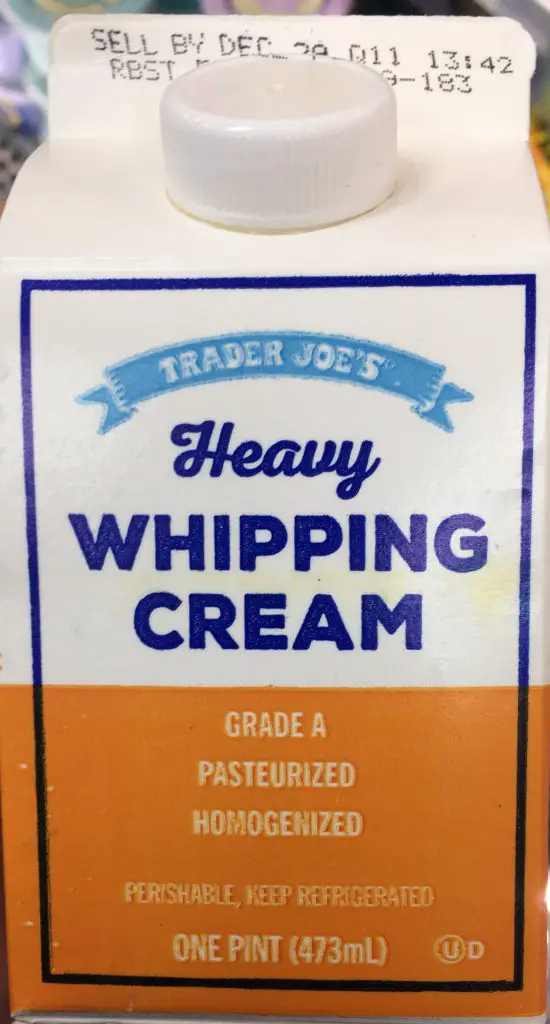 SELL BY DEC 011 13:42
RBST -183
TRADER JOE'S
Heavy
WHIPPING
CREAM
GRADE A
PASTEURIZED
HOMOGENIZED
PERISHABLE, KEEP REFRIGERATED
ONE PINT (473mL)
U D